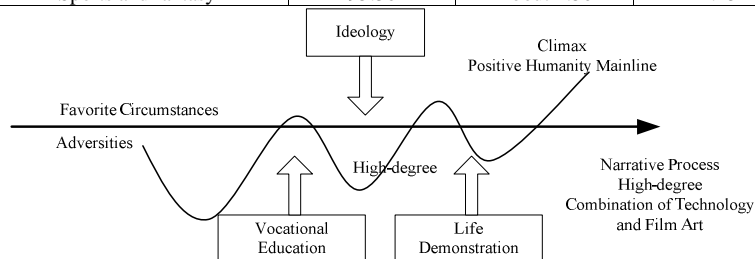 Ideology
Climax
Positive Humanity Mainline
Favorite Circumstances
Adversities
High-degree
Narrative Process
High-degree
Combination of Technology
and Film Art
Vocational
Education
Life
Demonstration